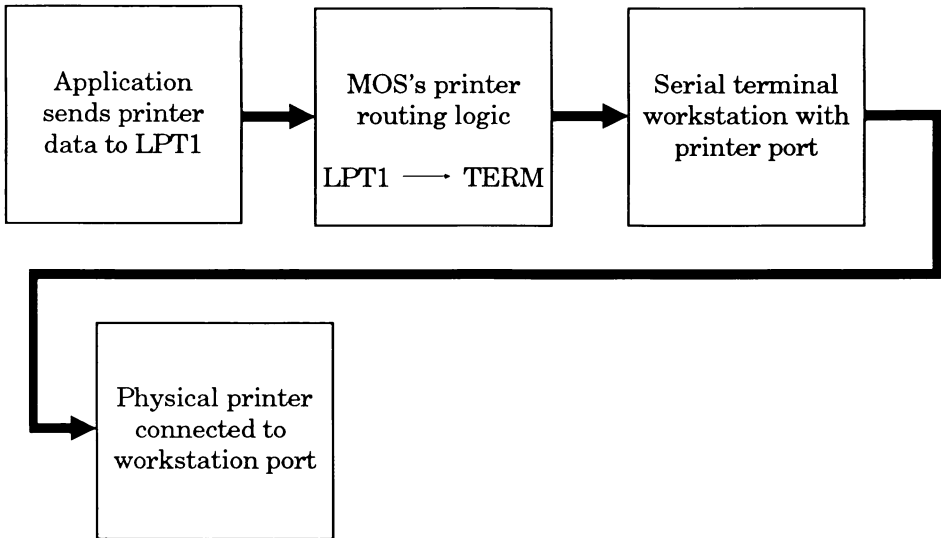 Application
sends printer
data to LPT1
MOS's printer
routing logic
LPT1 → TERM
Serial terminal
workstation with
printer port
Physical printer
connected to
workstation port